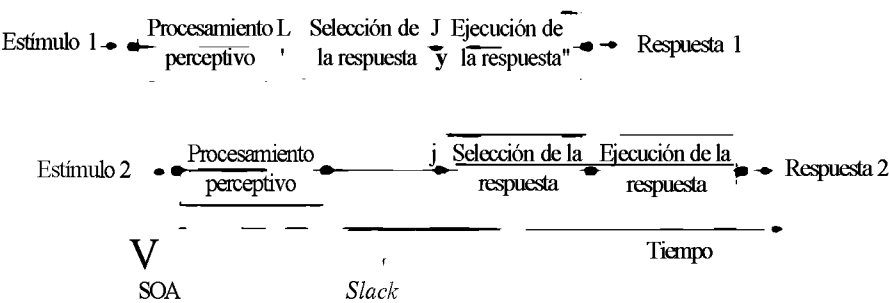 Procesamiento L Selección de J Ejecución de
Estímulo 1 Respuesta 1
perceptivo ' la respuesta y la respuesta"
Procesamiento j Selección de la Ejecución de la
Estímulo 2 Respuesta 2
perceptivo respuesta respuesta
V Tiempo
SOA Slack